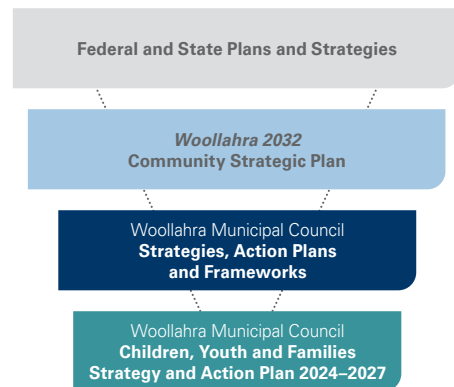 Federal and State Plans and Strategies
Woollahra 2032
Community Strategic Plan
Woollahra Municipal Council
Strategies, Action Plans
and Frameworks
Woollahra Municipal Council
Children, Youth and Families
Strategy and Action Plan 2024–2027